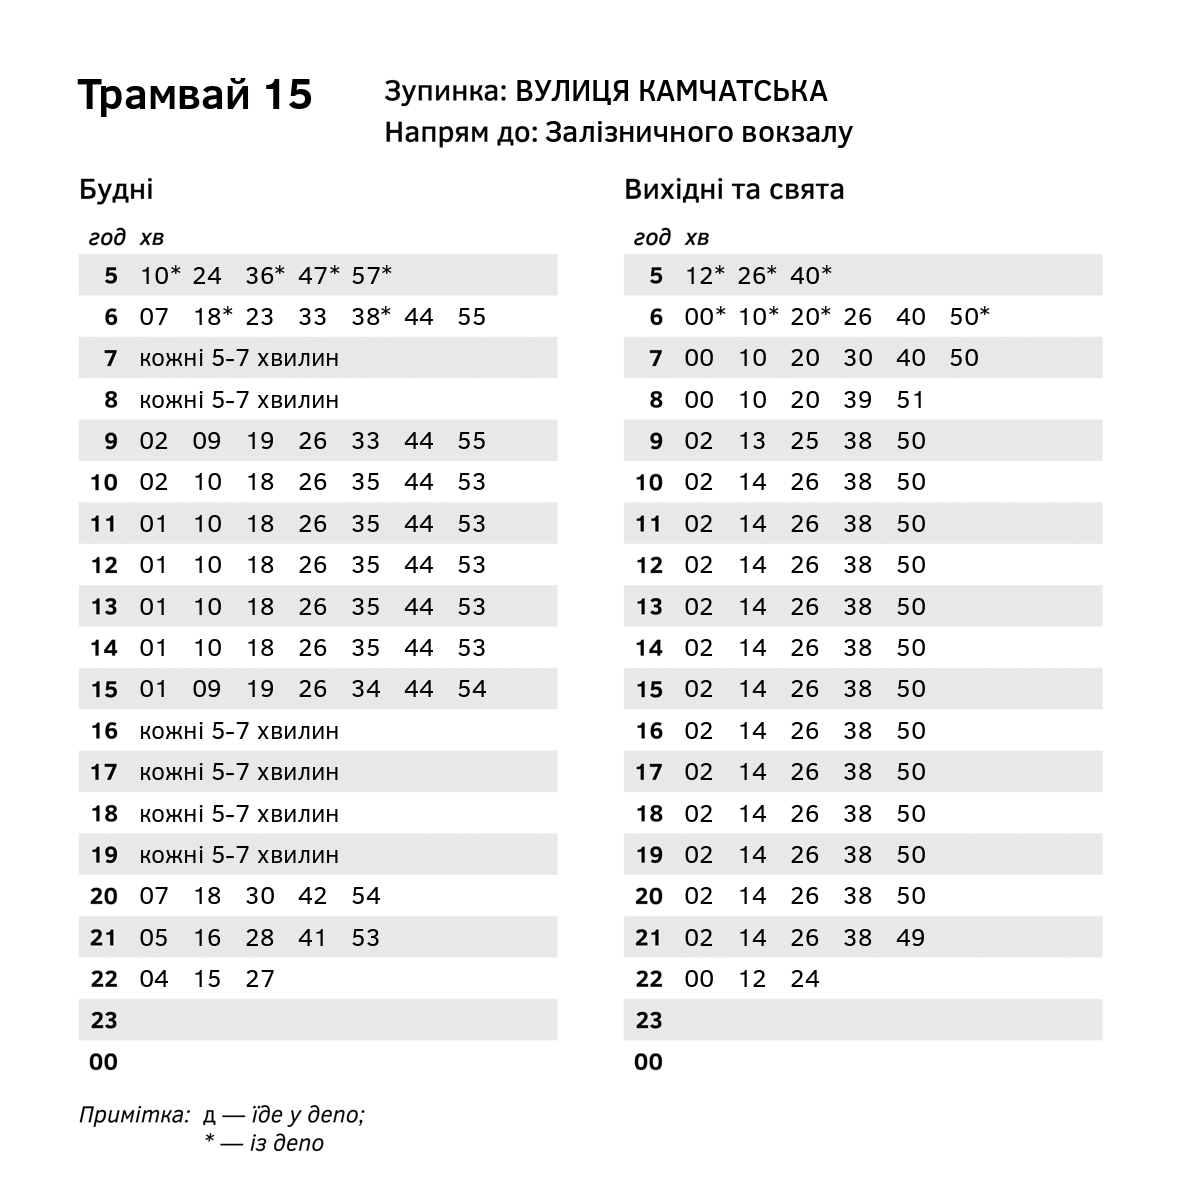 Трамвай 15
Зупинка: ВУЛИЦЯ КАМЧАТСЬКА
Напрям до: Залізничного вокзалу
Будні
год хв
5 10* 24 36* 47* 57*
6 07 18* 23 33 38* 44 55
7 кожні 5-7 хвилин
8 кожні 5-7 хвилин
9 02 09 19 26 33 44 55
10 02 10 18 26 35 44 53
11 01 10 18 26 35 44 53
12 01 10 18 26 35 44 53
13 01 10 18 26 35 44 53
14 01 10 18 26 35 44 53
15 01 09 19 26 34 44 54
16 кожні 5-7 хвилин
17 кожні 5-7 хвилин
18 кожні 5-7 хвилин
19 кожні 5-7 хвилин
20 07 18 30 42 54
21 05 16 28 41 53
22 04 15 27
23
00
Вихідні та свята
год хв
5 12* 26* 40*
6 00* 10* 20* 26 40 50*
7 00 10 20 30 40 50
8 00 10 20 39 51
9 02 13 25 38 50
10 02 14 26 38 50
11 02 14 26 38 50
12 02 14 26 38 50
13 02 14 26 38 50
14 02 14 26 38 50
15 02 14 26 38 50
16 02 14 26 38 50
17 02 14 26 38 50
18 02 14 26 38 50
19 02 14 26 38 50
20 02 14 26 38 50
21 02 14 26 38 49
22 00 12 24
23
00
Примітка: д — їде у депо;
* — із депо